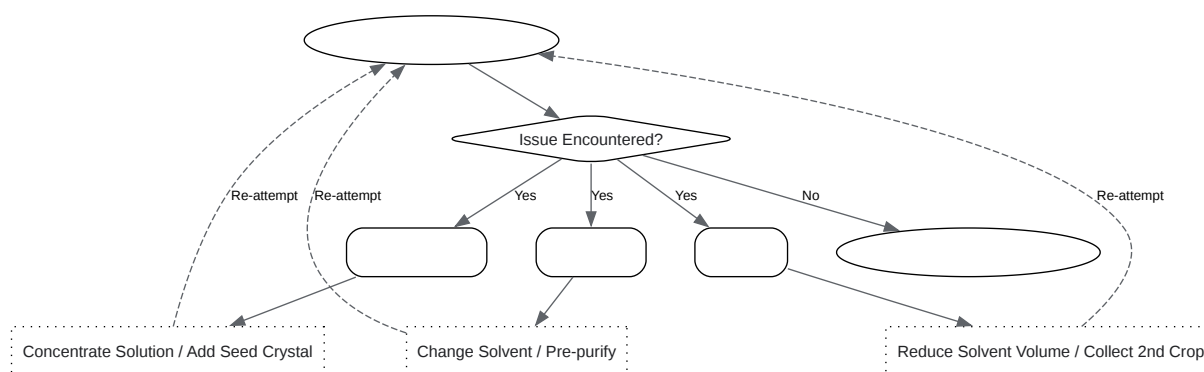 Issue Encountered?
Re-attempt
Re-attempt
Yes
Yes
Yes
No
Re-attempt
Concentrate Solution / Add Seed Crystal
Change Solvent / Pre-purify
Reduce Solvent Volume / Collect 2nd Crop